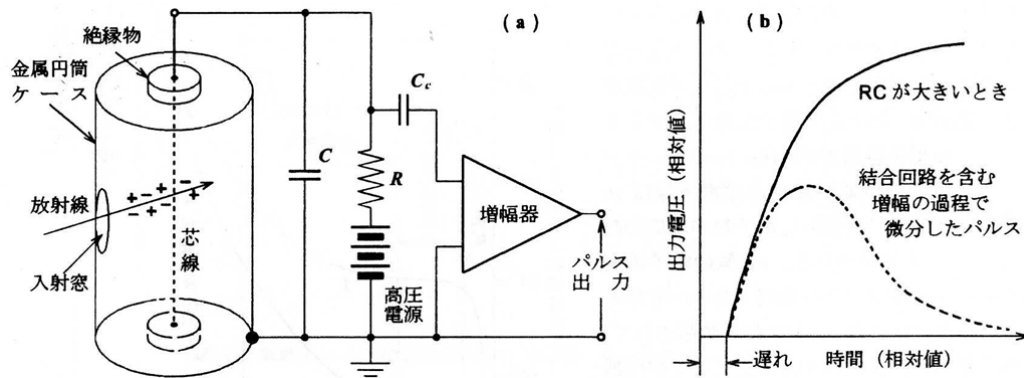 (a)
絶縁物
金属円筒
ケース
放射線
入射窓
芯
線
+ − + −
− + + − +
C
R
C_c
高圧
電源
増幅器
パルス
出 力
(b)
出力電圧 (相対値)
RC が大きいとき
結合回路を含む
増幅の過程で
微分したパルス
遅れ
時間 (相対値)